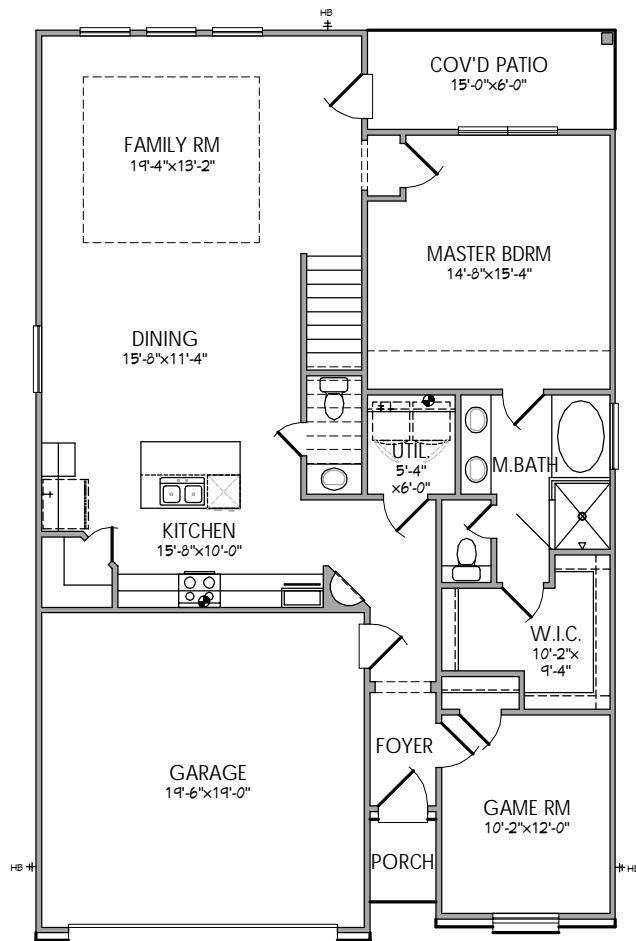 HB
COV'D PATIO
15'-0"x6'-0"
FAMILY RM
19'-4"x13'-2"
MASTER BDRM
14'-8"x15'-4"
DINING
15'-8"x11'-4"
UTIL.
5'-4"
x6'-0"
M.BATH
KITCHEN
15'-8"x10'-0"
W.I.C.
10'-2"x
9'-4"
FOYER
GARAGE
19'-6"x19'-0"
GAME RM
10'-2"x12'-0"
PORCH
HB
HB